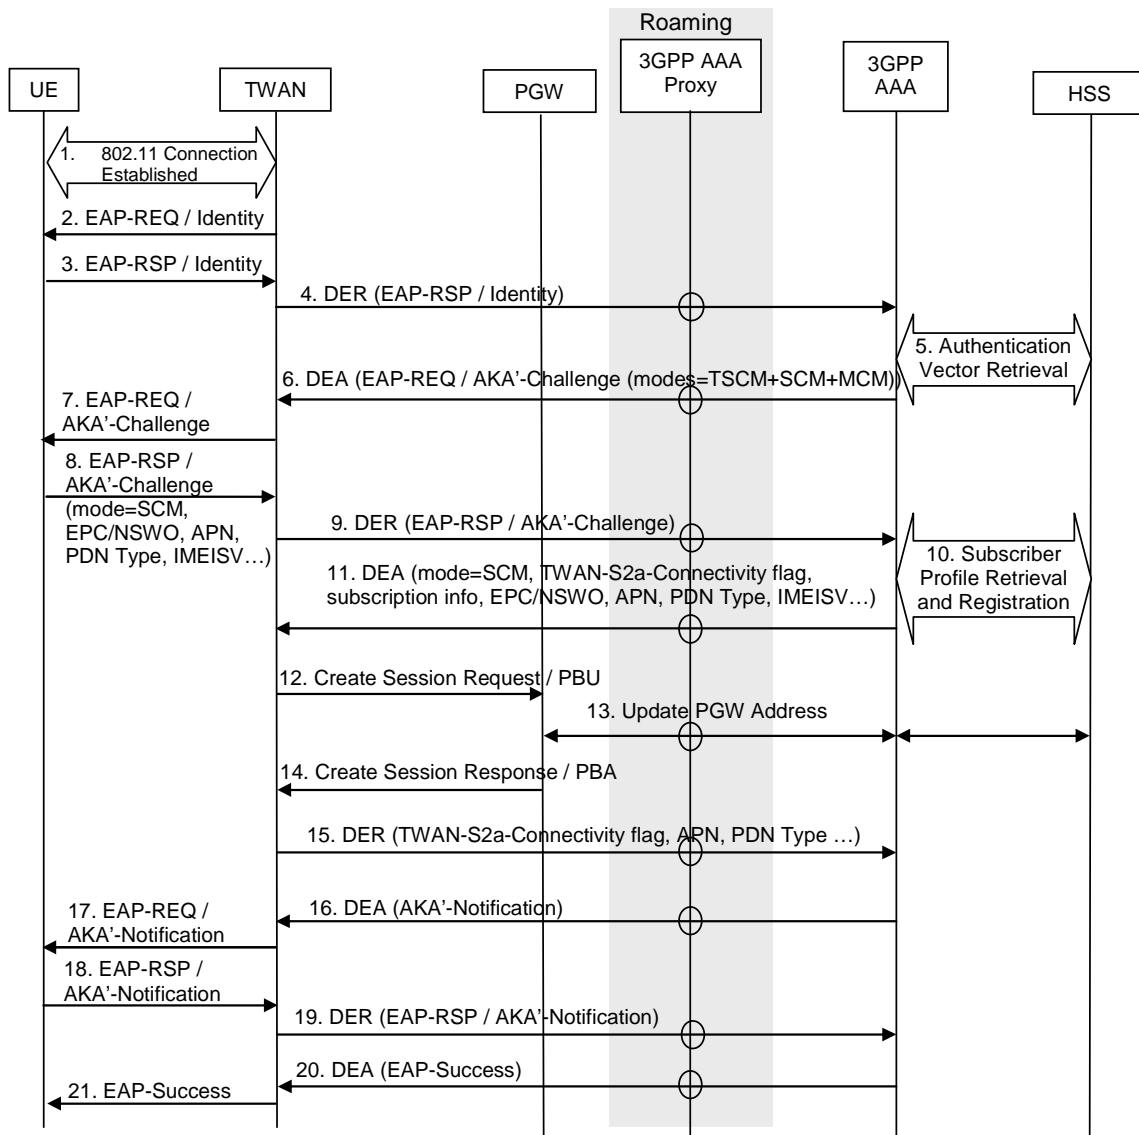 Roaming
UE
TWAN
PGW
3GPP AAA
Proxy
3GPP
AAA
HSS
1. 802.11 Connection
Established
2. EAP-REQ / Identity
3. EAP-RSP / Identity
4. DER (EAP-RSP / Identity)
5. Authentication
Vector Retrieval
6. DEA (EAP-REQ / AKA’-Challenge (modes=TSCM+SCM+MCM))
7. EAP-REQ /
AKA’-Challenge
8. EAP-RSP /
AKA’-Challenge
(mode=SCM,
EPC/NSWO, APN,
PDN Type, IMEISV…)
9. DER (EAP-RSP / AKA’-Challenge)
10. Subscriber
Profile Retrieval
and Registration
11. DEA (mode=SCM, TWAN-S2a-Connectivity flag,
subscription info, EPC/NSWO, APN, PDN Type, IMEISV…)
12. Create Session Request / PBU
13. Update PGW Address
14. Create Session Response / PBA
15. DER (TWAN-S2a-Connectivity flag, APN, PDN Type …)
16. DEA (AKA’-Notification)
17. EAP-REQ /
AKA’-Notification
18. EAP-RSP /
AKA’-Notification
19. DER (EAP-RSP / AKA’-Notification)
20. DEA (EAP-Success)
21. EAP-Success